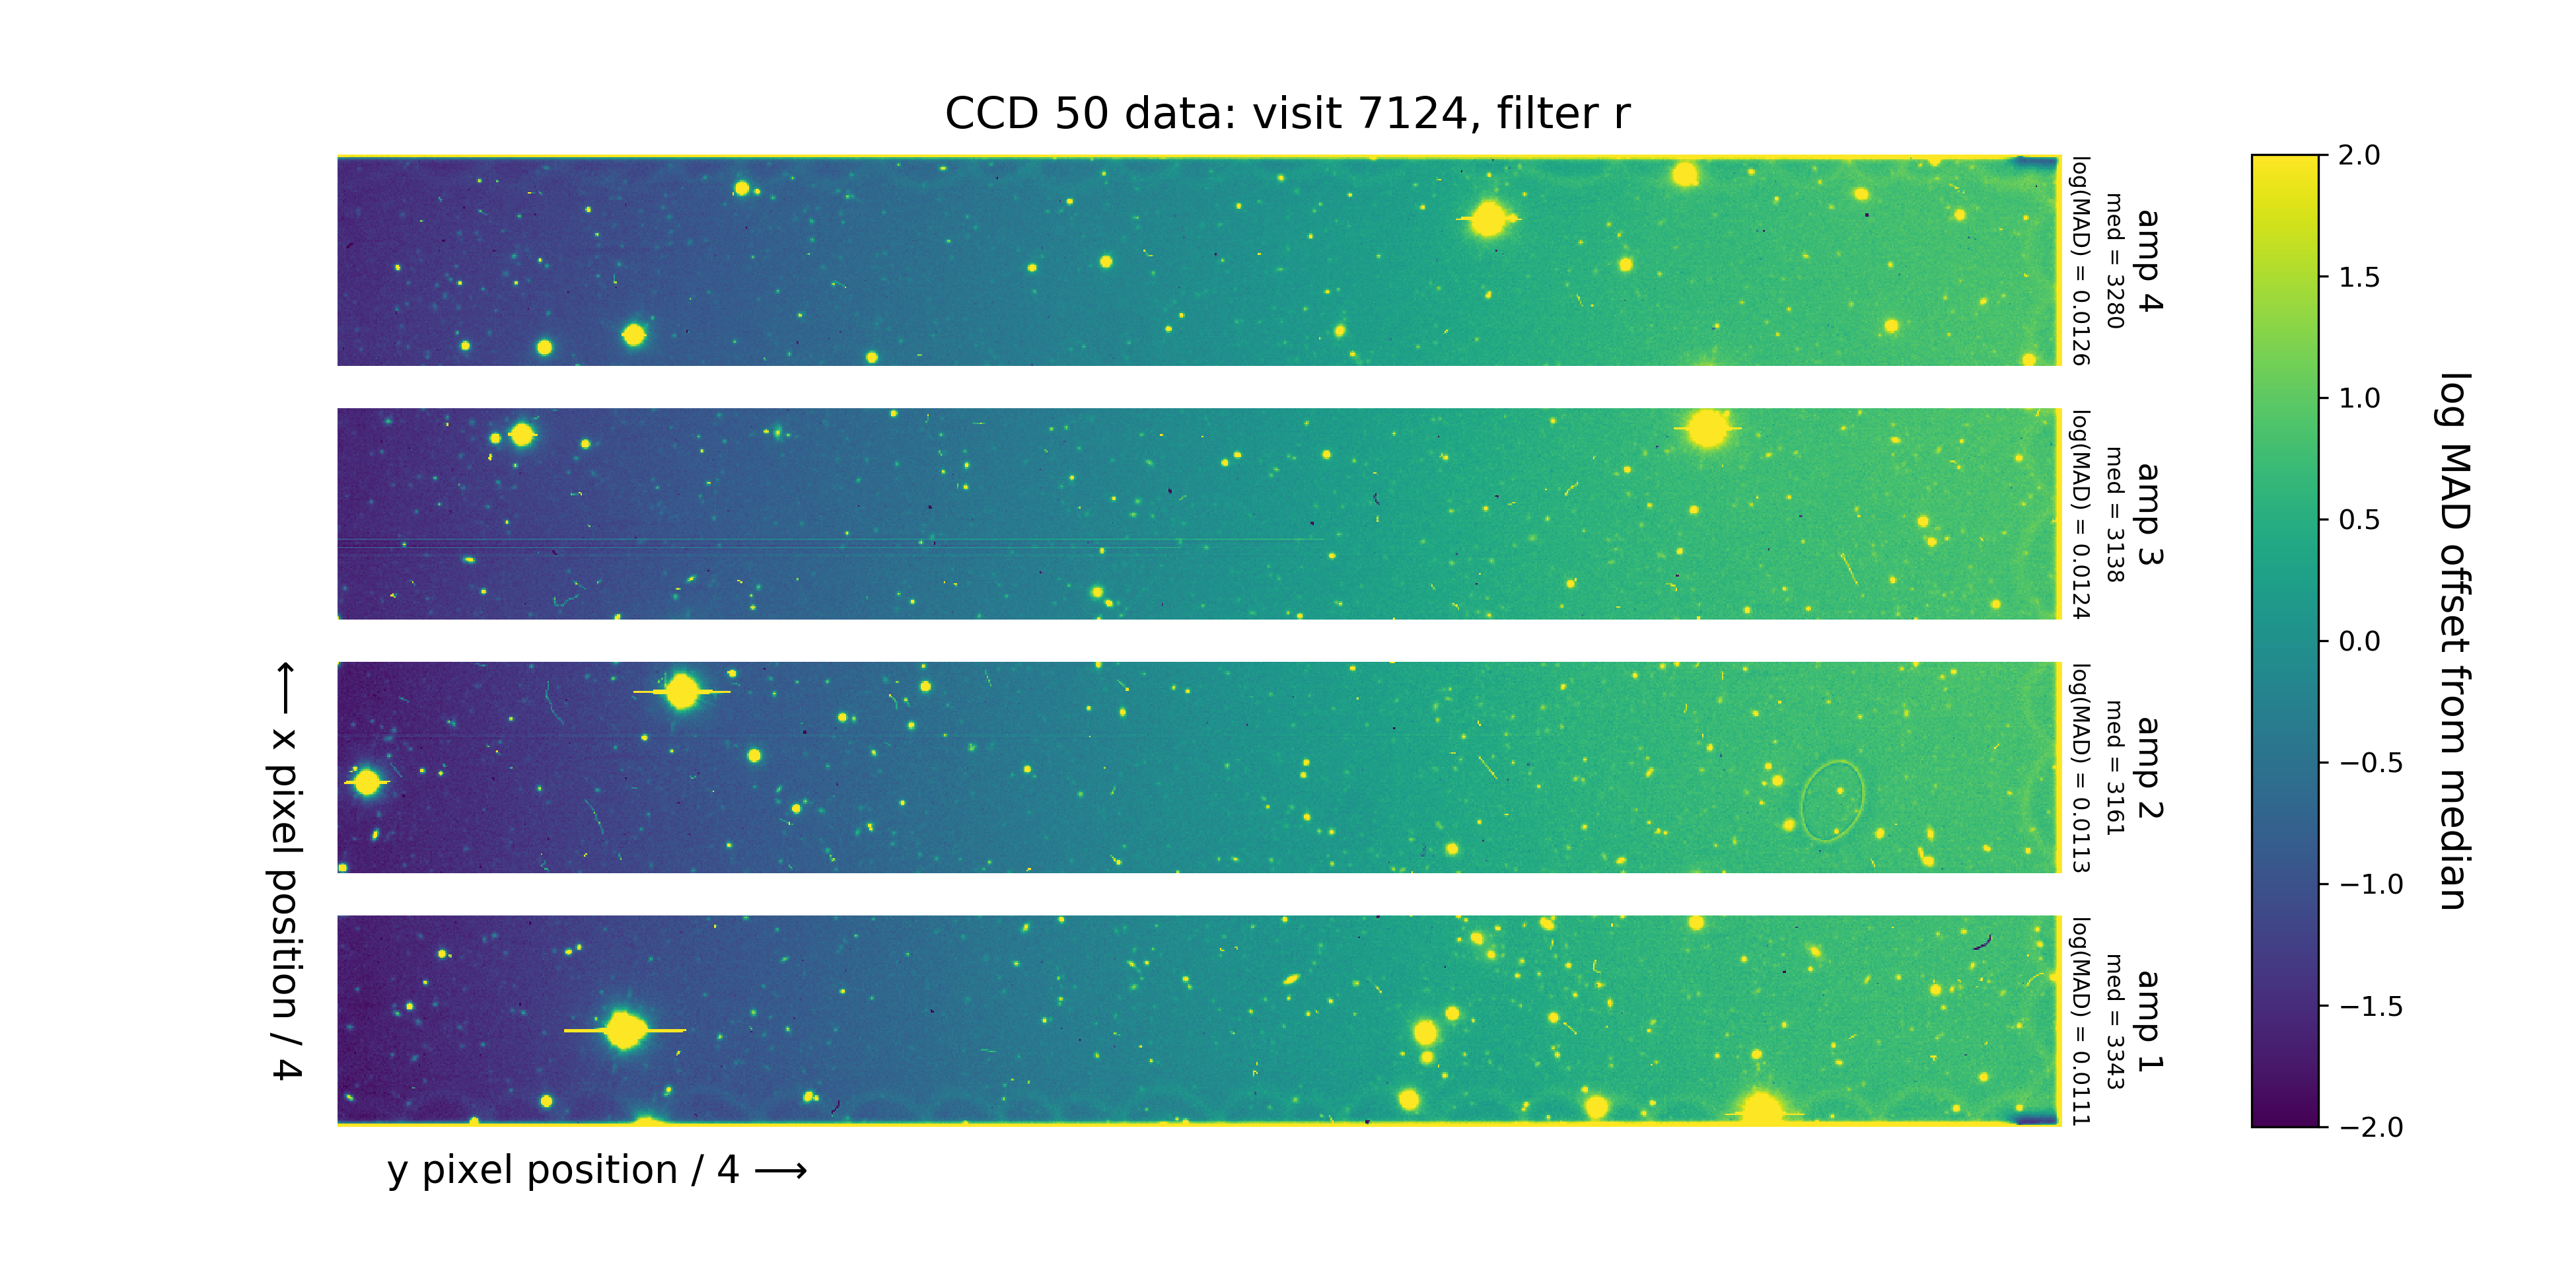 CCD 50 data: visit 7124, filter r
amp 4
med = 3280
log(MAD) = 0.0126
amp 3
med = 3138
log(MAD) = 0.0124
amp 2
med = 3161
log(MAD) = 0.0113
amp 1
med = 3343
log(MAD) = 0.0111
⟵ x pixel position / 4
y pixel position / 4 ⟶
2.0
1.5
1.0
0.5
0.0
−0.5
−1.0
−1.5
−2.0
log MAD offset from median